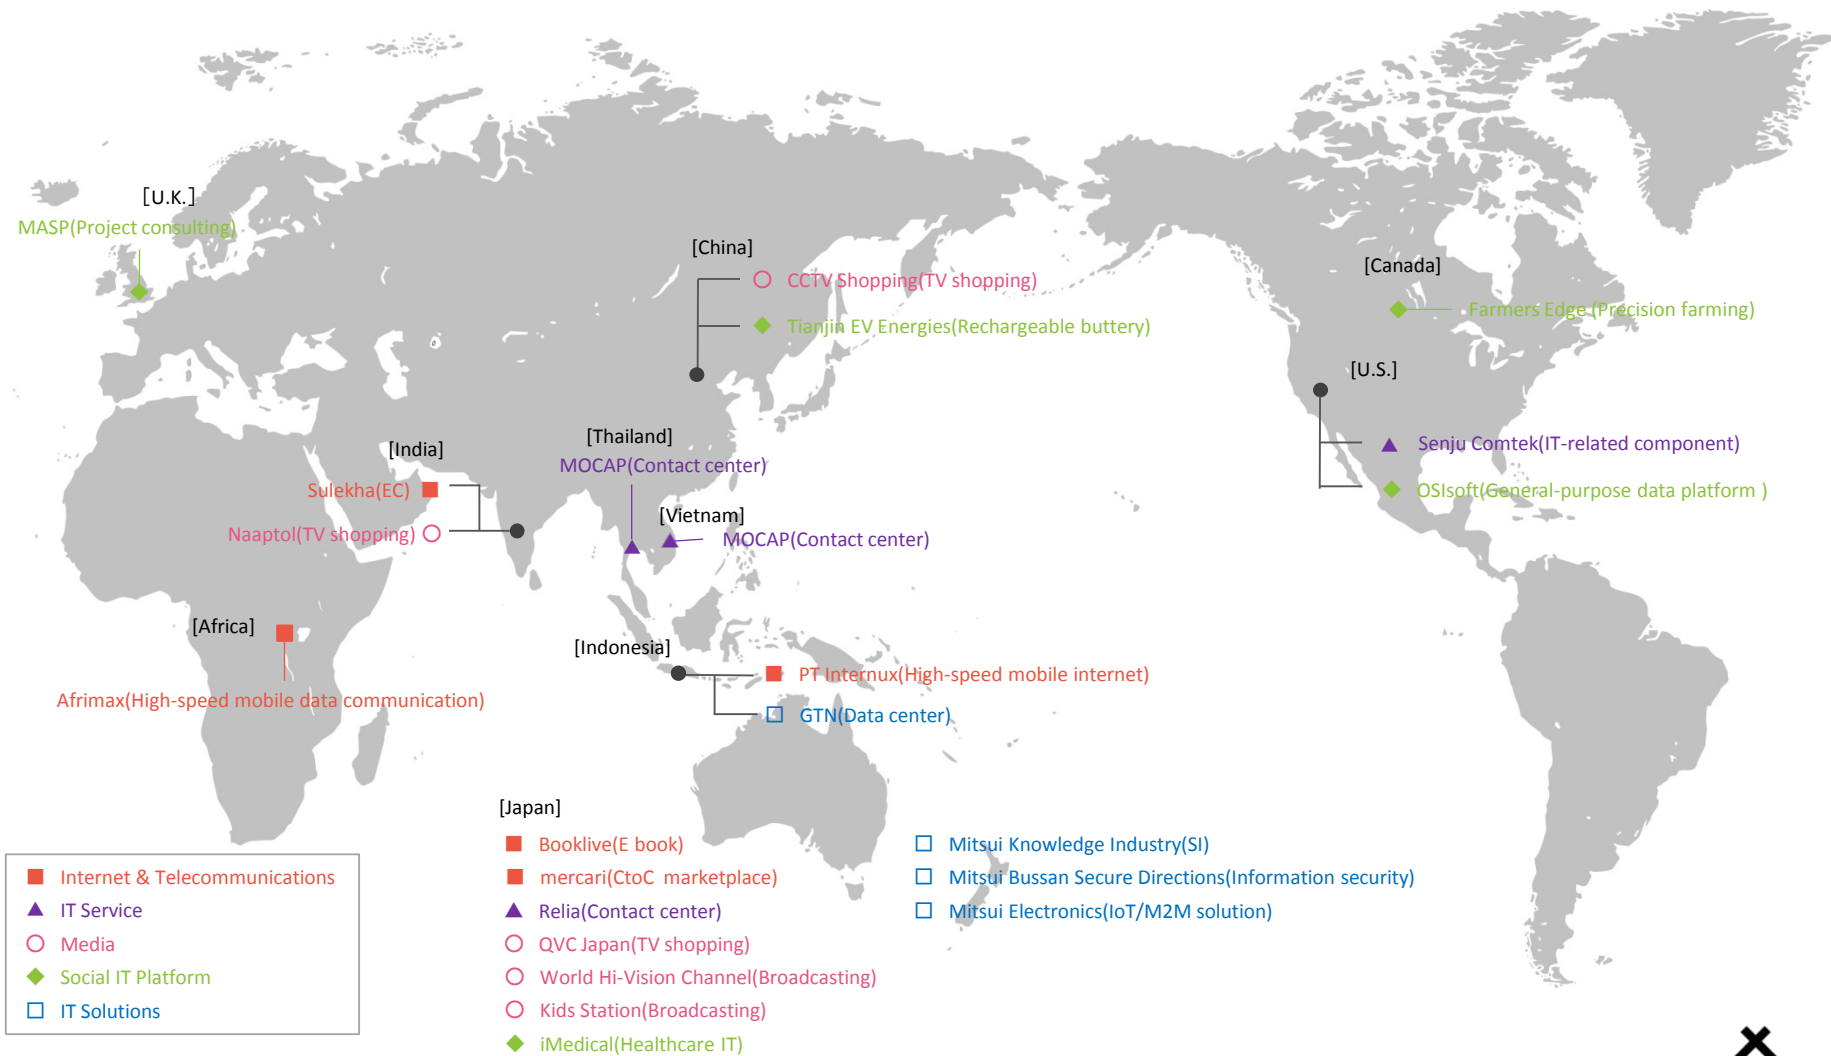 [U.K.]
MASP(Project consulting)
[China]
CCTV Shopping(TV shopping)
Tianjin EV Energies(Rechargeable buttery)
[Canada]
Farmers Edge (Precision farming)
[U.S.]
Senju Comtek(IT-related component)
OSIsoft(General-purpose data platform )
[India]
Sulekha(EC)
Naaptol(TV shopping)
[Thailand]
MOCAP(Contact center)
[Vietnam]
MOCAP(Contact center)
[Africa]
Afrimax(High-speed mobile data communication)
[Indonesia]
PT Internux(High-speed mobile internet)
GTN(Data center)
[Japan]
Booklive(E book)
mercari(CtoC marketplace)
Relia(Contact center)
QVC Japan(TV shopping)
World Hi-Vision Channel(Broadcasting)
Kids Station(Broadcasting)
iMedical(Healthcare IT)
Mitsui Knowledge Industry(SI)
Mitsui Bussan Secure Directions(Information security)
Mitsui Electronics(IoT/M2M solution)
Internet & Telecommunications
IT Service
Media
Social IT Platform
IT Solutions